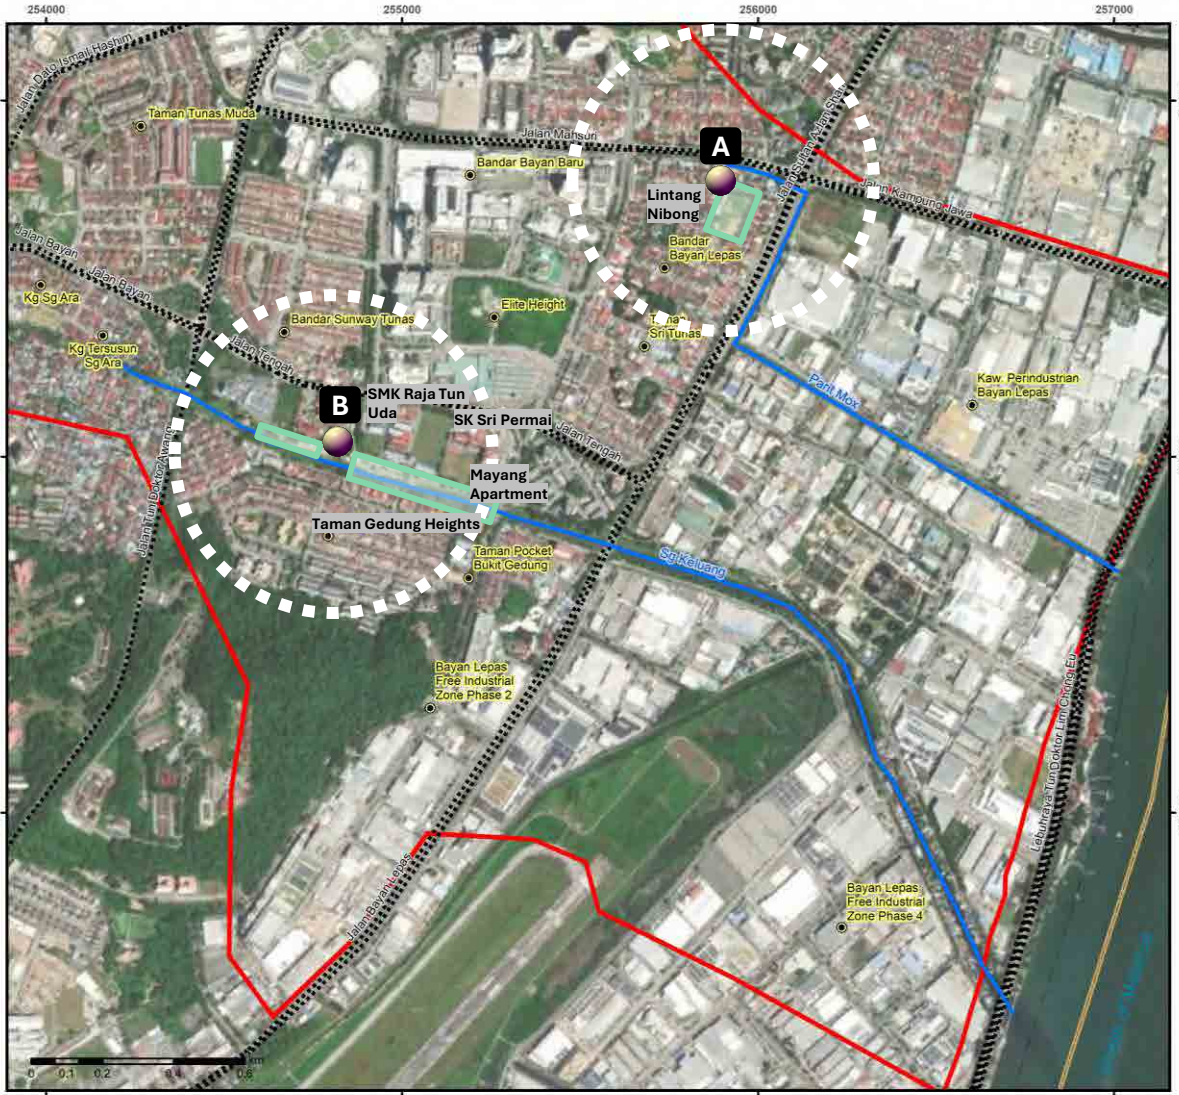 254000
255000
256000
257000
Jalan Dato Ismail Hashim
Taman Tunas Muda
Jalan Mahsuri
Bandar Bayan Baru
A
Jalan Sultan Azlan Shah
Lintang
Nibong
Jalan Kampung Jawa
Bandar
Bayan Lepas
Jalan Bayan
Jalan Bayan
Kg Sg Ara
Elite Height
Bandar Sunway Tunas
Taman
Sri Tunas
Kg Tersusun
Sg Ara
Jalan Tengah
Parit Mox
Kaw. Perindustrian
Bayan Lepas
B
SMK Raja Tun
Uda
SK Sri Permai
Jalan Tengah
Jalan Tun Doktor Awang
Mayang
Apartment
Taman Gedung Heights
Taman Pocket
Bukit Gedung
Sg Keluang
Bayan Lepas
Free Industrial
Zone Phase 2
Lebuhraya Tun Doktor Lim Chong Eu
Jalan Bayan Lepas
Bayan Lepas
Free Industrial
Zone Phase 4
km
0 0.1 0.2 0.4 0.6